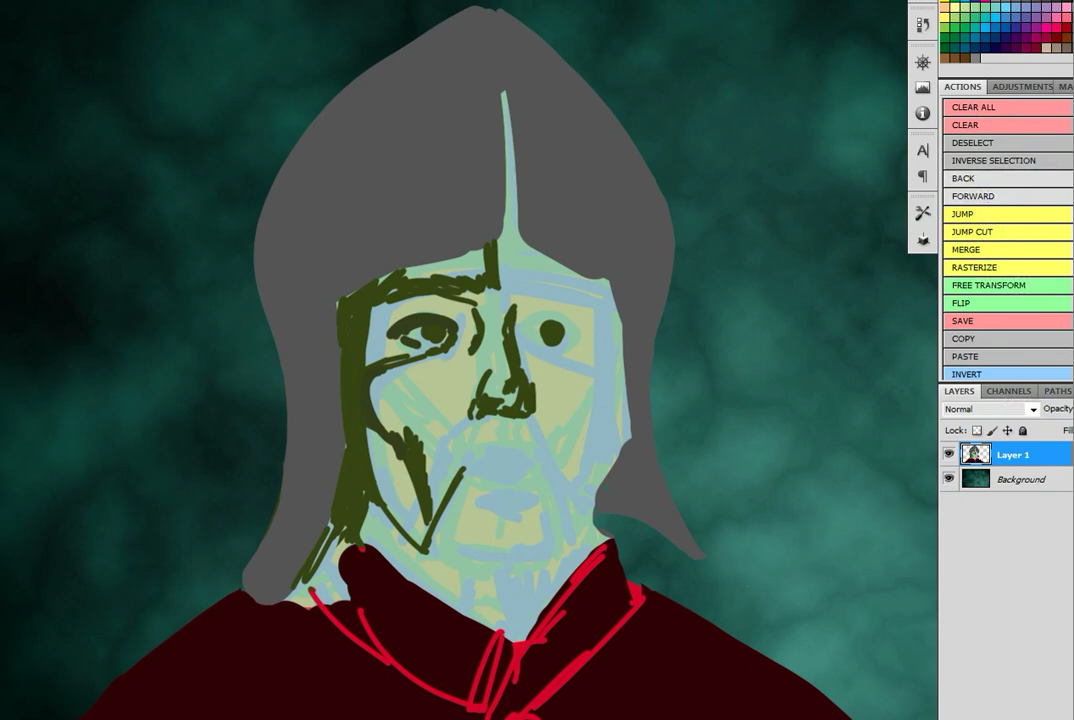 ACTIONS ADJUSTMENTS MA
CLEAR ALL
CLEAR
DESELECT
INVERSE SELECTION
BACK
FORWARD
JUMP
JUMP CUT
MERGE
RASTERIZE
FREE TRANSFORM
FLIP
SAVE
COPY
PASTE
INVERT
LAYERS CHANNELS PATHS
Normal Opacity
Lock: Fill
Layer 1
Background